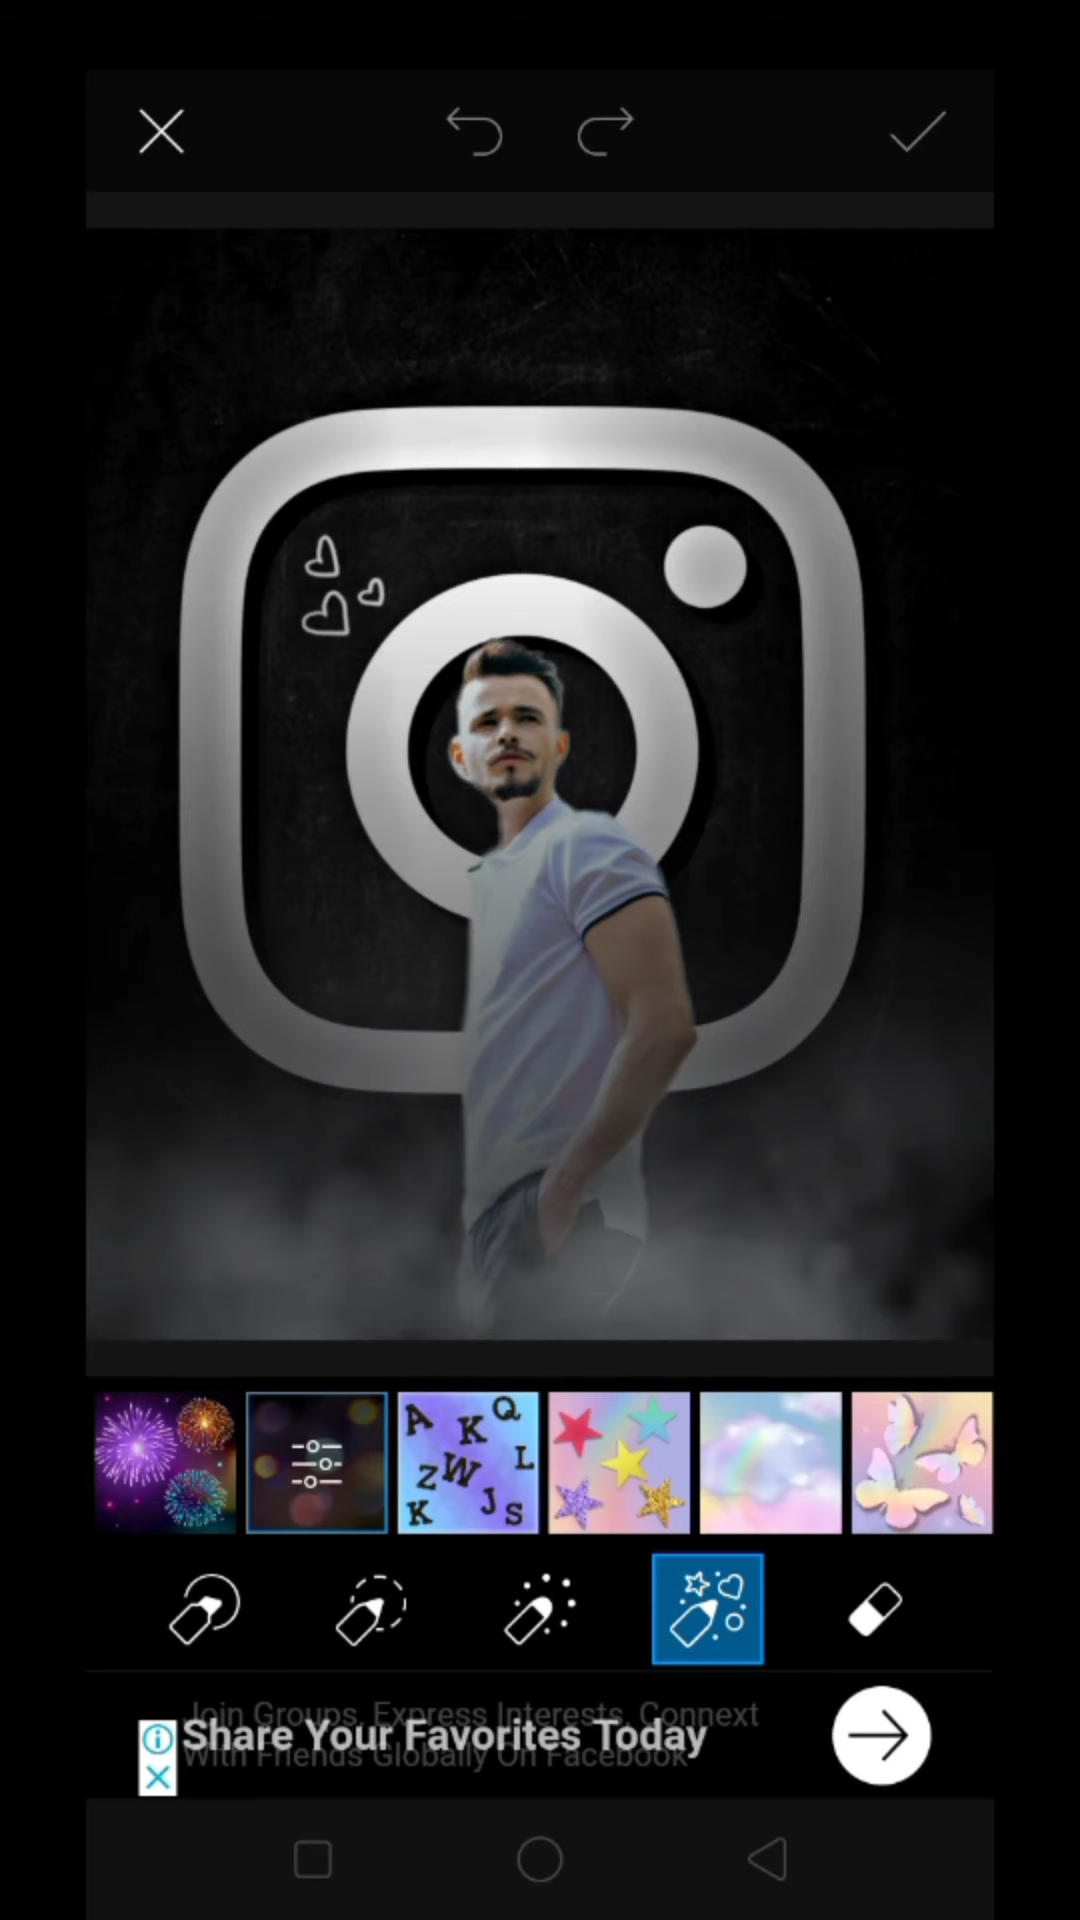 A
K
Q
Z
W
L
K
J
S
Join Groups, Express Interests, Connext
Share Your Favorites Today
With Friends Globally On Facebook